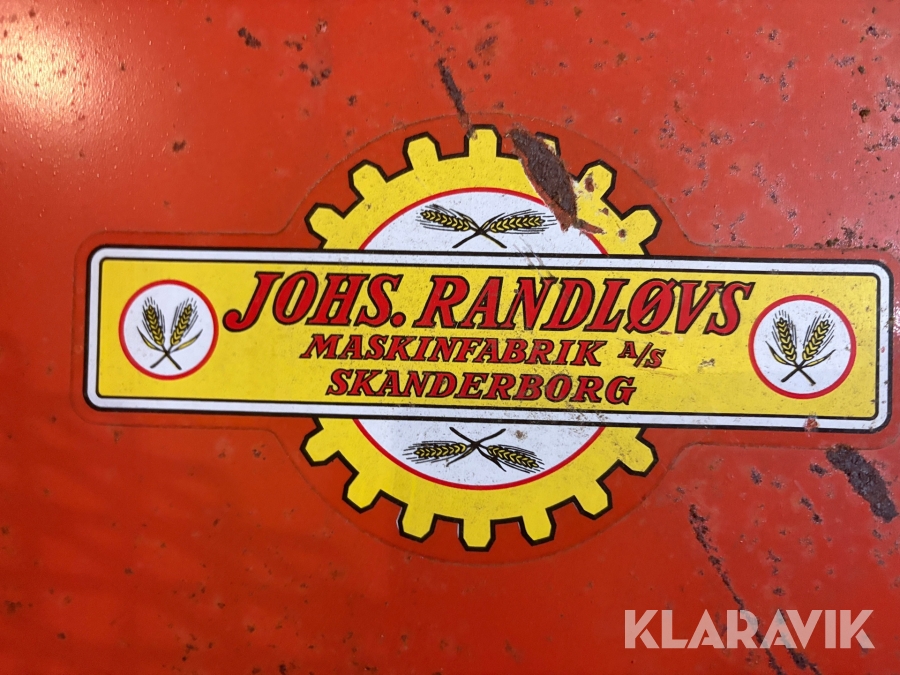 JOHS. RANDLØVS
MASKINFABRIK A/S
SKANDERBORG
KLARAVIK